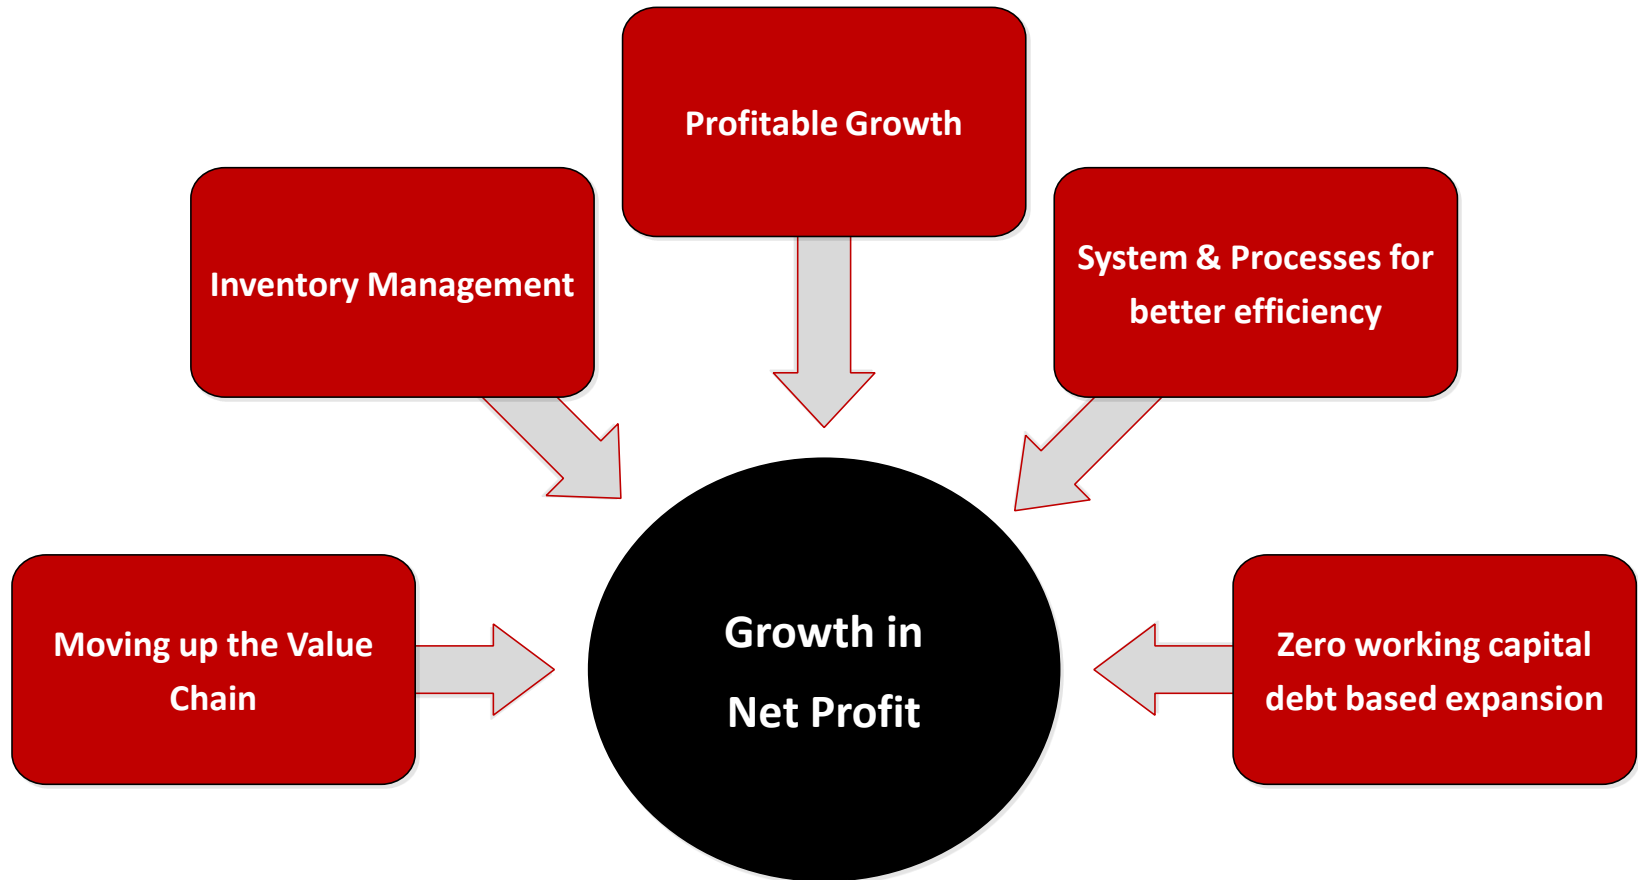 Profitable Growth
Inventory Management
System & Processes for
better efficiency
Moving up the Value
Chain
Growth in
Net Profit
Zero working capital
debt based expansion